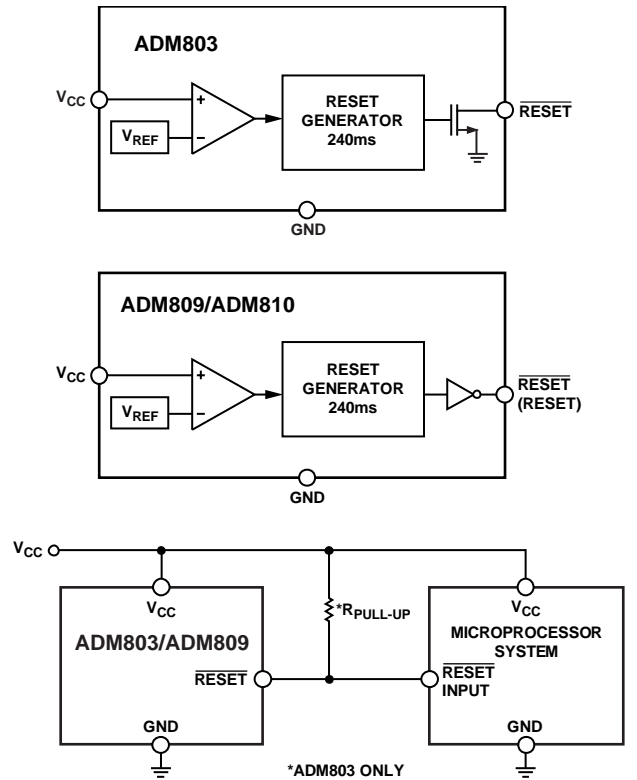 ADM803
VCC
+
VREF
−
RESET
GENERATOR
240ms
RESET
GND
ADM809/ADM810
VCC
+
VREF
−
RESET
GENERATOR
240ms
RESET
(RESET)
GND
VCC
VCC
*RPULL-UP
VCC
ADM803/ADM809
MICROPROCESSOR
SYSTEM
RESET
RESET
INPUT
GND
GND
*ADM803 ONLY